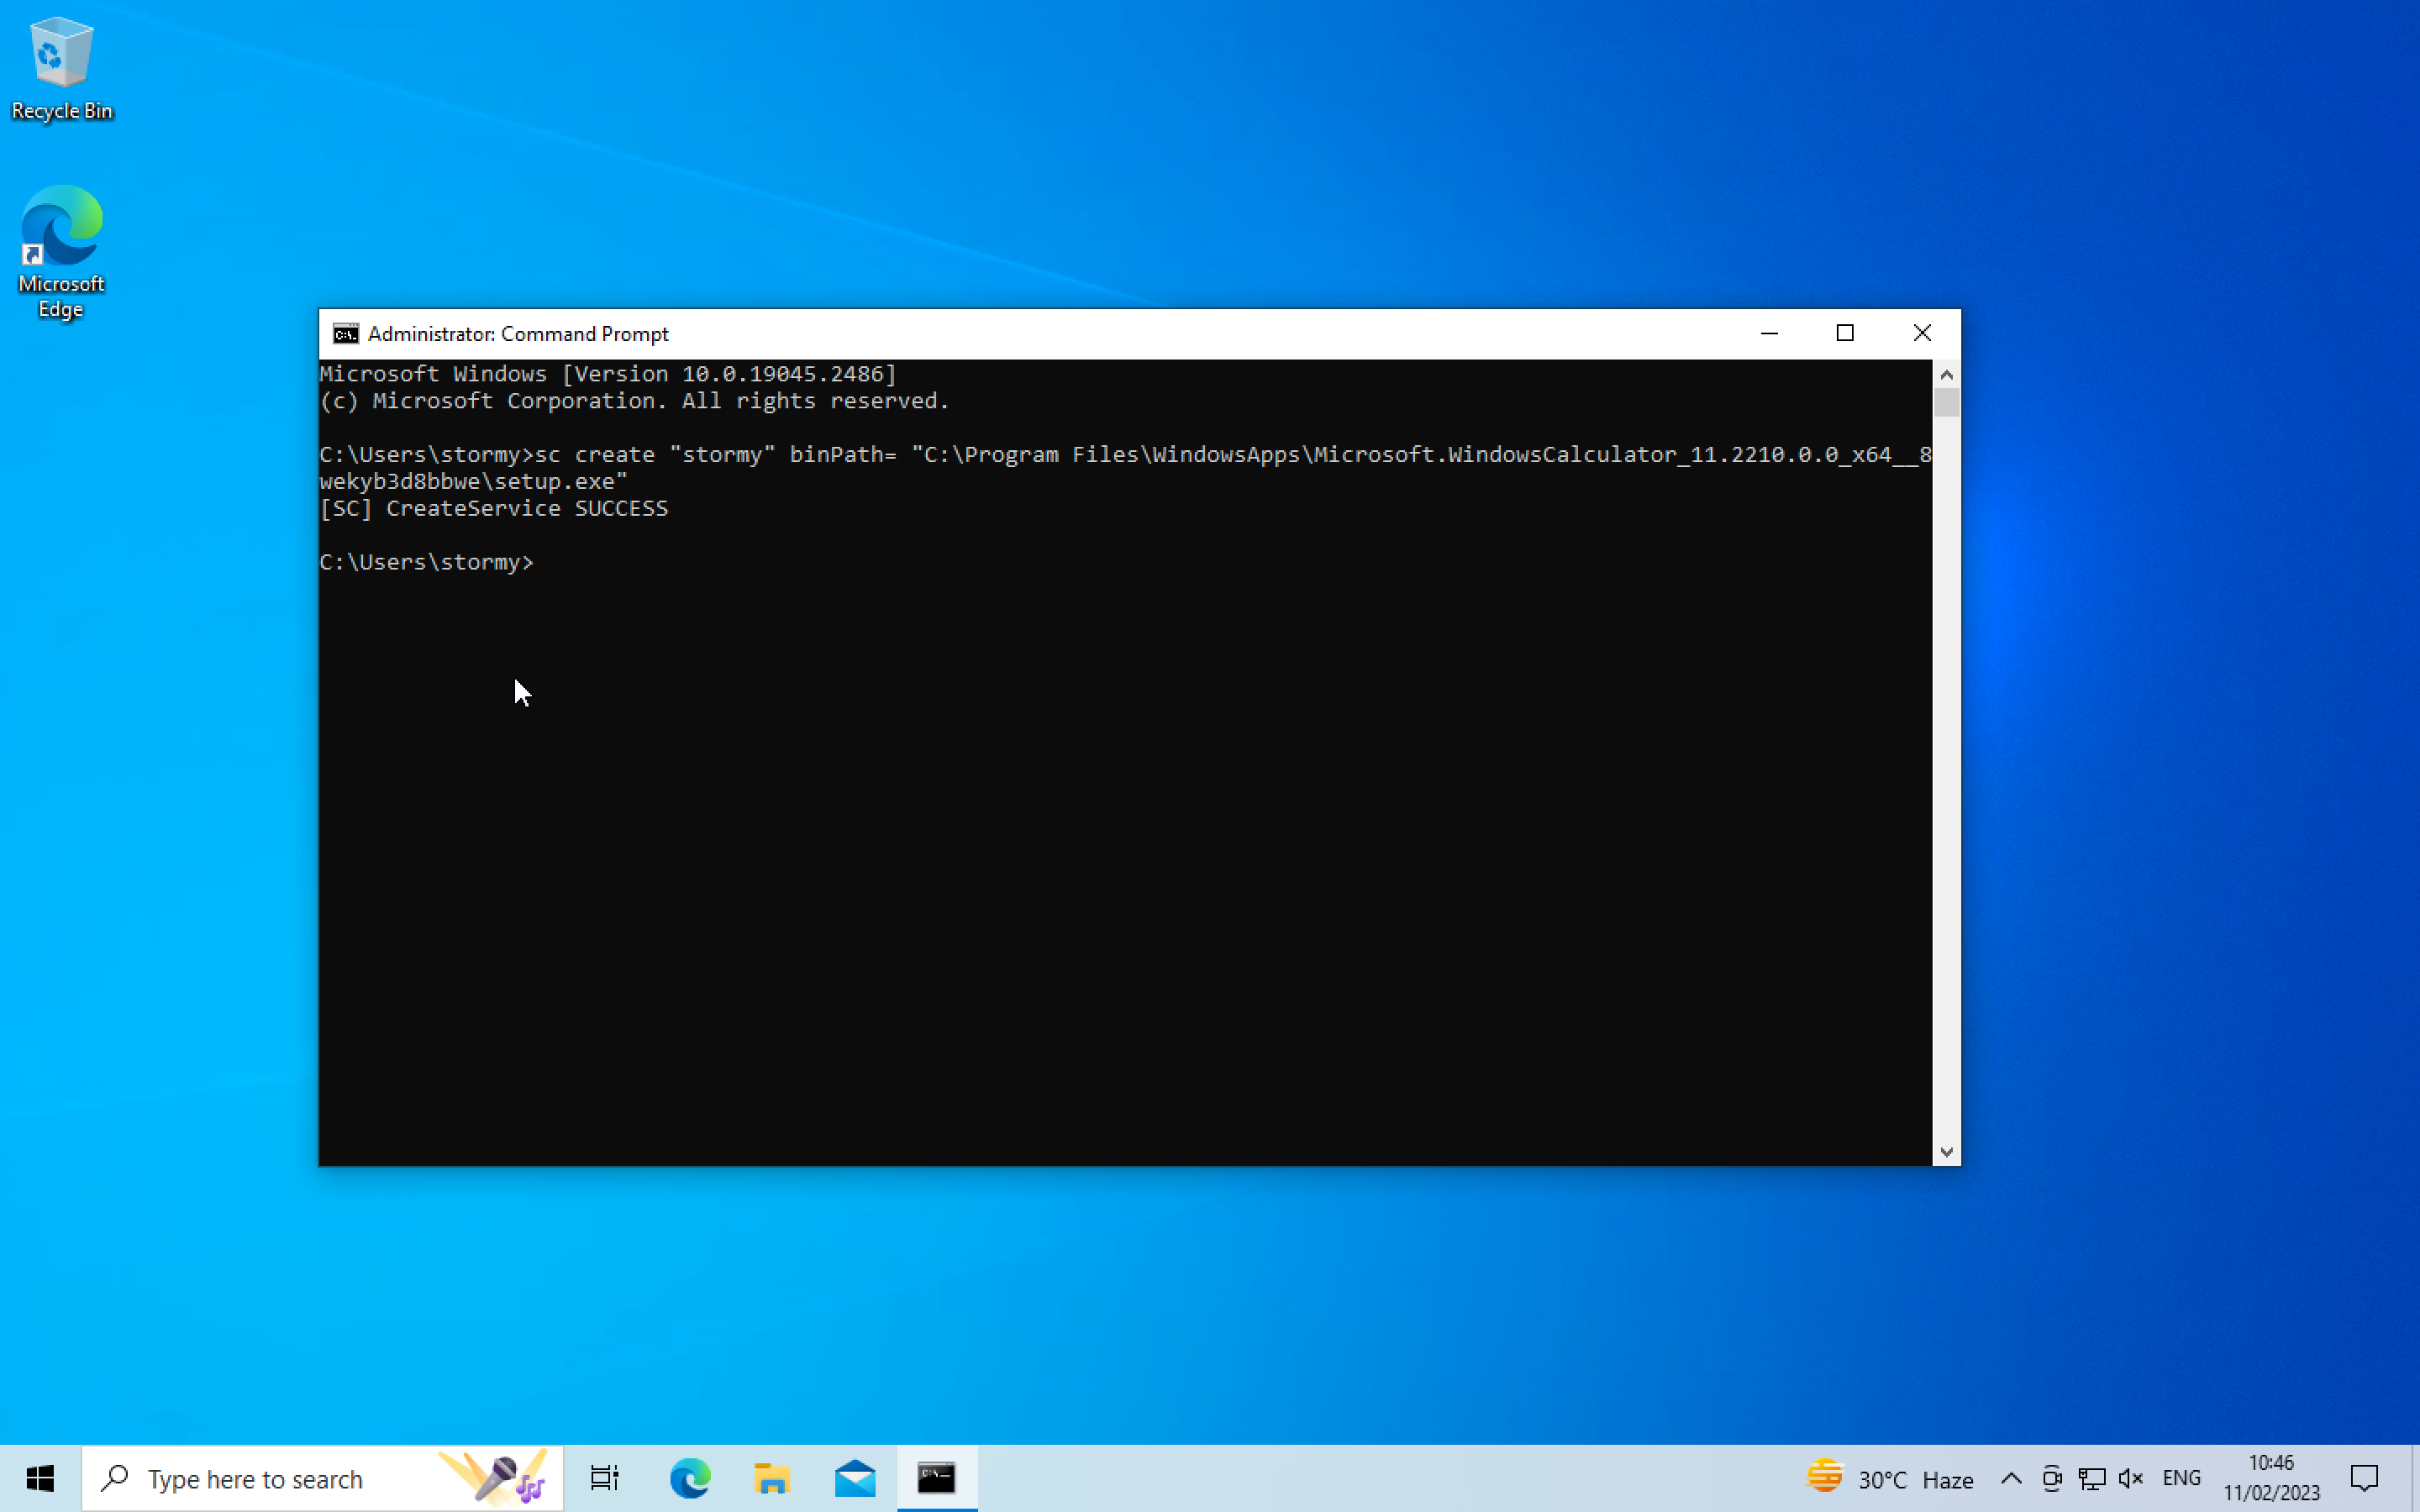 Recycle Bin
Microsoft
Edge
Administrator: Command Prompt
Microsoft Windows [Version 10.0.19045.2486]
(c) Microsoft Corporation. All rights reserved.
C:\Users\stormy>sc create "stormy" binPath= "C:\Program Files\WindowsApps\Microsoft.WindowsCalculator_11.2210.0.0_x64__8
wekyb3d8bbwe\setup.exe"
[SC] CreateService SUCCESS
C:\Users\stormy>
Type here to search
30°C Haze
ENG
10:46
11/02/2023